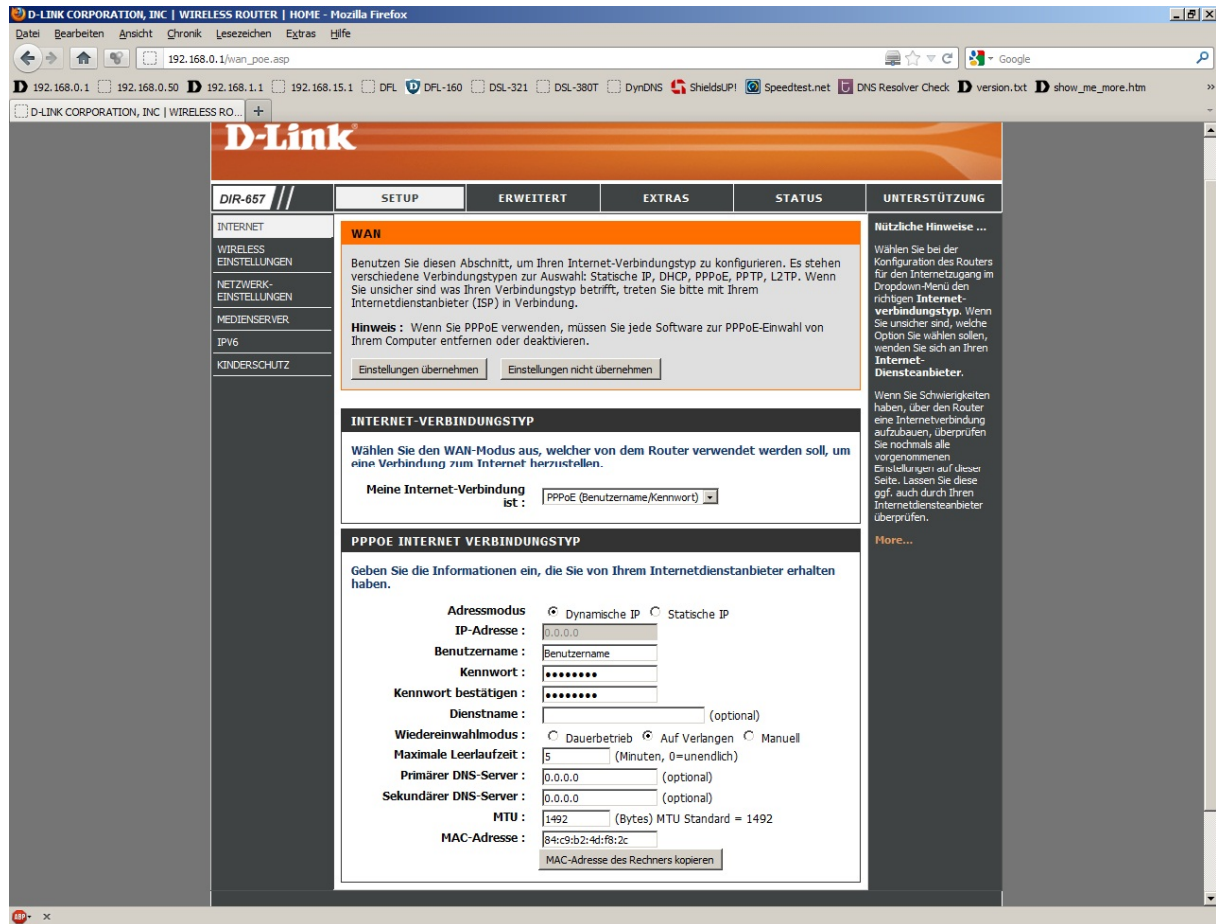 D-LINK CORPORATION, INC | WIRELESS ROUTER | HOME - Mozilla Firefox
Datei Bearbeiten Ansicht Chronik Lesezeichen Extras Hilfe
192.168.0.1/wan_poe.asp
Google
192.168.0.1 192.168.0.50 192.168.1.1 192.168.15.1 DFL DFL-160 DSL-321 DSL-380T DynDNS ShieldsUP! Speedtest.net DNS Resolver Check version.txt show_me_more.htm »
D-LINK CORPORATION, INC | WIRELESS RO... +
D-Link
DIR-657 // SETUP ERWEITERT EXTRAS STATUS UNTERSTÜTZUNG
INTERNET
WIRELESS
EINSTELLUNGEN
NETZWERK-
EINSTELLUNGEN
MEDIENSERVER
IPV6
KINDERSCHUTZ
WAN
Benutzen Sie diesen Abschnitt, um Ihren Internet-Verbindungstyp zu konfigurieren. Es stehen
verschiedene Verbindungstypen zur Auswahl: Statische IP, DHCP, PPPoE, PPTP, L2TP. Wenn
Sie unsicher sind was Ihren Verbindungstyp betrifft, treten Sie bitte mit Ihrem
Internetdienstanbieter (ISP) in Verbindung.
Hinweis : Wenn Sie PPPoE verwenden, müssen Sie jede Software zur PPPoE-Einwahl von
Ihrem Computer entfernen oder deaktivieren.
Einstellungen übernehmen Einstellungen nicht übernehmen
INTERNET-VERBINDUNGSTYP
Wählen Sie den WAN-Modus aus, welcher von dem Router verwendet werden soll, um
eine Verbindung zum Internet herzustellen.
Meine Internet-Verbindung
ist : PPPoE (Benutzername/Kennwort)
PPPOE INTERNET VERBINDUNGSTYP
Geben Sie die Informationen ein, die Sie von Ihrem Internetdienstanbieter erhalten
haben.
Adressmodus Dynamische IP Statische IP
IP-Adresse : 0.0.0.0
Benutzername : Benutzername
Kennwort : ••••••••
Kennwort bestätigen : ••••••••
Dienstname : (optional)
Wiedereinwahlmodus : Dauerbetrieb Auf Verlangen Manuell
Maximale Leerlaufzeit : 5 (Minuten, 0=unendlich)
Primärer DNS-Server : 0.0.0.0 (optional)
Sekundärer DNS-Server : 0.0.0.0 (optional)
MTU : 1492 (Bytes) MTU Standard = 1492
MAC-Adresse : 84:c9:b2:4d:f8:2c
MAC-Adresse des Rechners kopieren
Nützliche Hinweise ...
Wählen Sie bei der
Konfiguration des Routers
für den Internetzugang im
Dropdown-Menü den
richtigen Internet-
verbindungstyp. Wenn
Sie unsicher sind, welche
Option Sie wählen sollen,
wenden Sie sich an Ihren
Internet-
Diensteanbieter.
Wenn Sie Schwierigkeiten
haben, über den Router
eine Internetverbindung
aufzubauen, überprüfen
Sie nochmals alle
vorgenommenen
Einstellungen auf dieser
Seite. Lassen Sie diese
ggf. auch durch Ihren
Internetdiensteanbieter
überprüfen.
More...
ABP